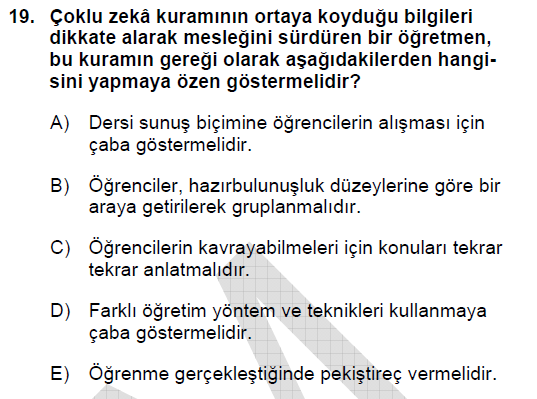 19. Çoklu zekâ kuramının ortaya koyduğu bilgileri
dikkate alarak mesleğini sürdüren bir öğretmen,
bu kuramın gereği olarak aşağıdakilerden hangi-
sini yapmaya özen göstermelidir?
A) Dersi sunuş biçimine öğrencilerin alışması için
çaba göstermelidir.
B) Öğrenciler, hazırbulunuşluk düzeylerine göre bir
araya getirilerek gruplanmalıdır.
C) Öğrencilerin kavrayabilmeleri için konuları tekrar
tekrar anlatmalıdır.
D) Farklı öğretim yöntem ve teknikleri kullanmaya
çaba göstermelidir.
E) Öğrenme gerçekleştiğinde pekiştireç vermelidir.